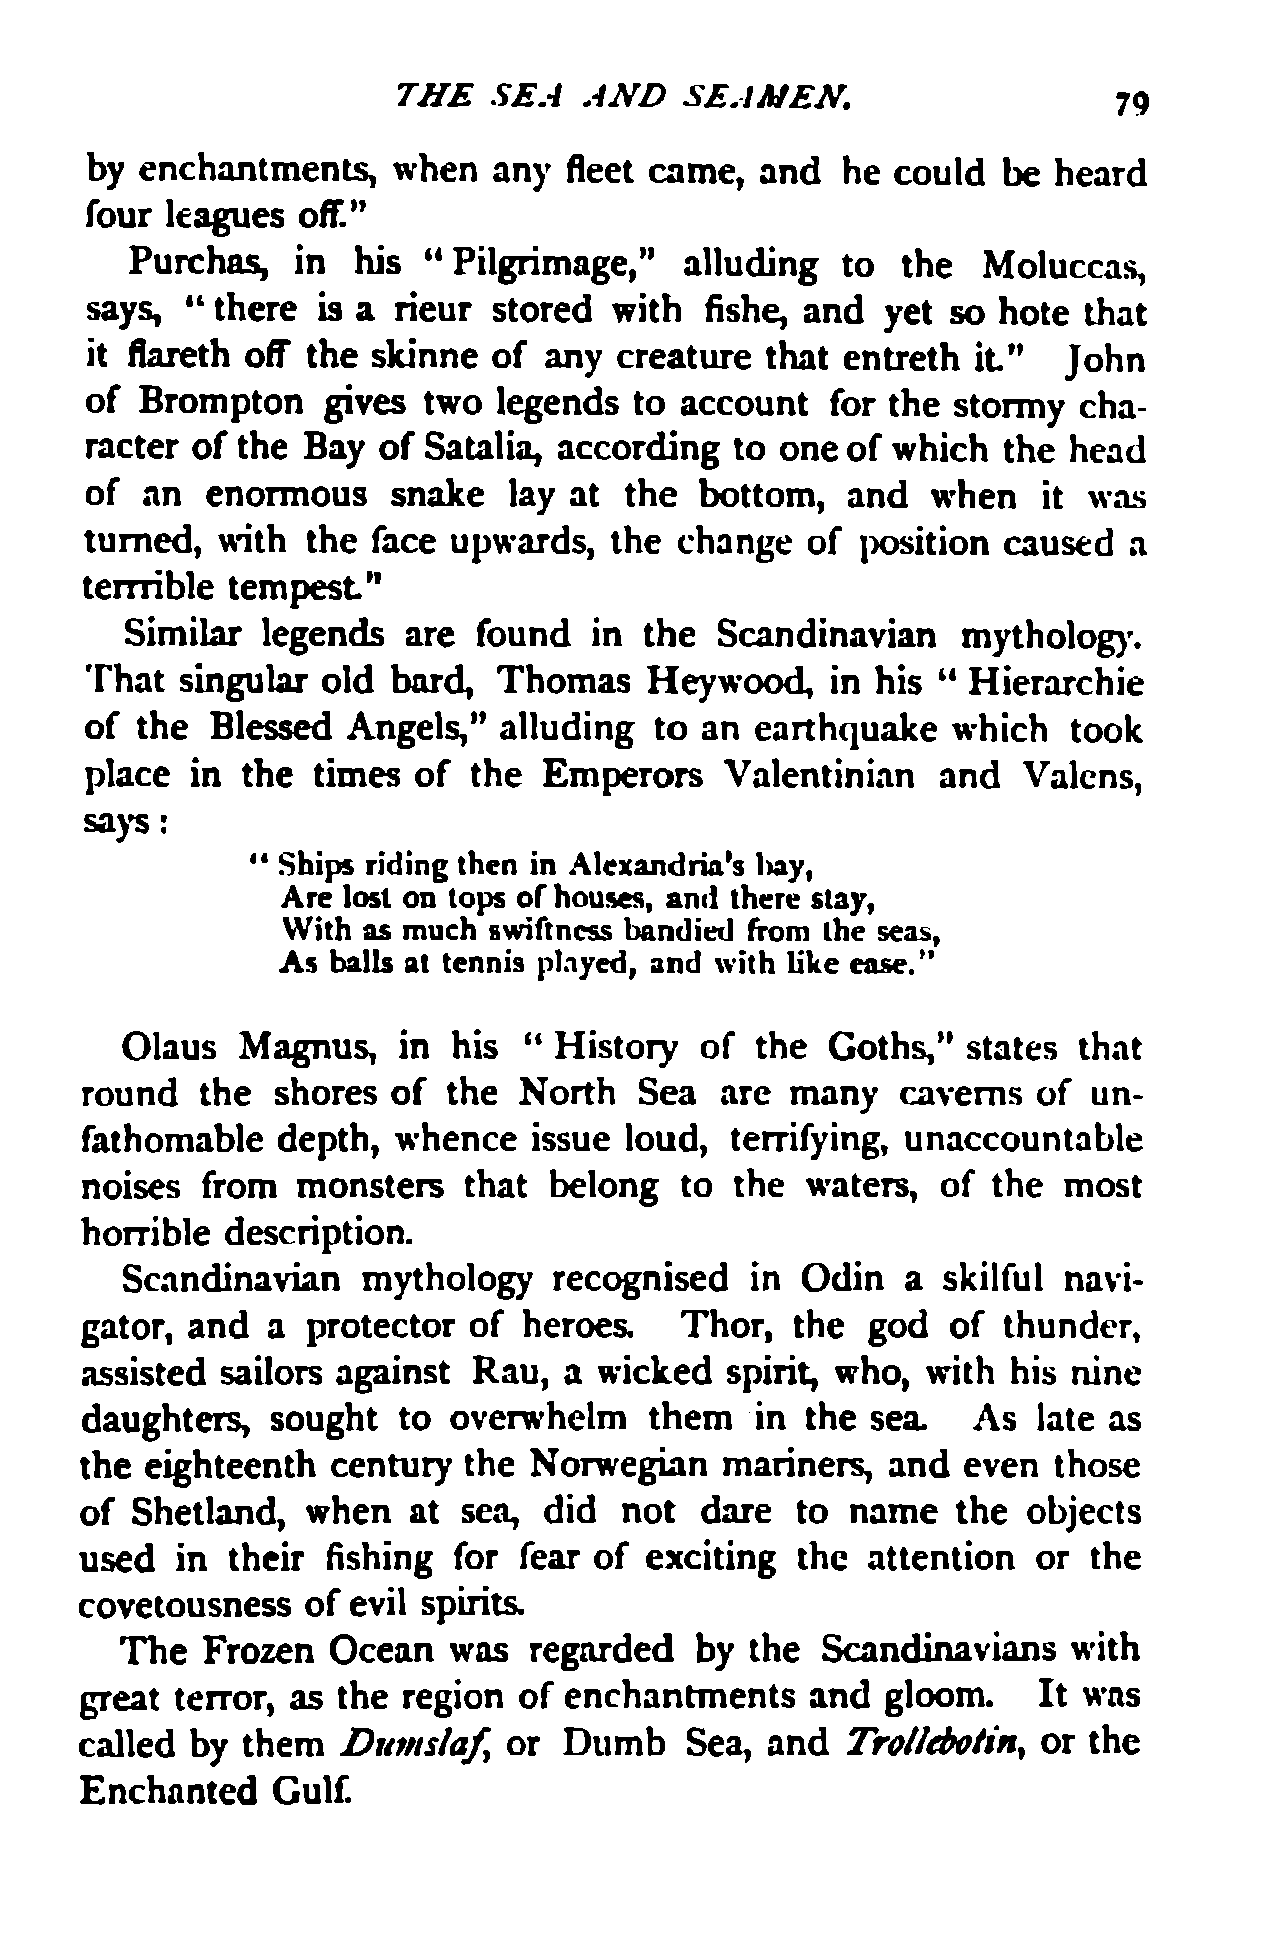 THE SEA AND SEAMEN. 79
by enchantments, when any fleet came, and he could be heard
four leagues off."
Purchas, in his "Pilgrimage," alluding to the Moluccas,
says, "there is a rieur stored with fishe, and yet so hote that
it flareth off the skinne of any creature that entreth it." John
of Brompton gives two legends to account for the stormy cha-
racter of the Bay of Satalia, according to one of which the head
of an enormous snake lay at the bottom, and when it was
turned, with the face upwards, the change of position caused a
terrrible tempest."
Similar legends are found in the Scandinavian mythology.
That singular old bard, Thomas Heywood, in his "Hierarchie
of the Blessed Angels," alluding to an earthquake which took
place in the times of the Emperors Valentinian and Valens,
says:
"Ships riding then in Alexandria's bay,
Are lost on tops of houses, and there stay,
With as much swiftness bandied from the seas,
As balls at tennis played, and with like ease."
Olaus Magnus, in his "History of the Goths," states that
round the shores of the North Sea are many caverns of un-
fathomable depth, whence issue loud, terrifying, unaccountable
noises from monsters that belong to the waters, of the most
horrible description.
Scandinavian mythology recognised in Odin a skilful navi-
gator, and a protector of heroes. Thor, the god of thunder,
assisted sailors against Rau, a wicked spirit, who, with his nine
daughters, sought to overwhelm them in the sea. As late as
the eighteenth century the Norwegian mariners, and even those
of Shetland, when at sea, did not dare to name the objects
used in their fishing for fear of exciting the attention or the
covetousness of evil spirits.
The Frozen Ocean was regarded by the Scandinavians with
great terror, as the region of enchantments and gloom. It was
called by them Dumslaf, or Dumb Sea, and Trollebotin, or the
Enchanted Gulf.